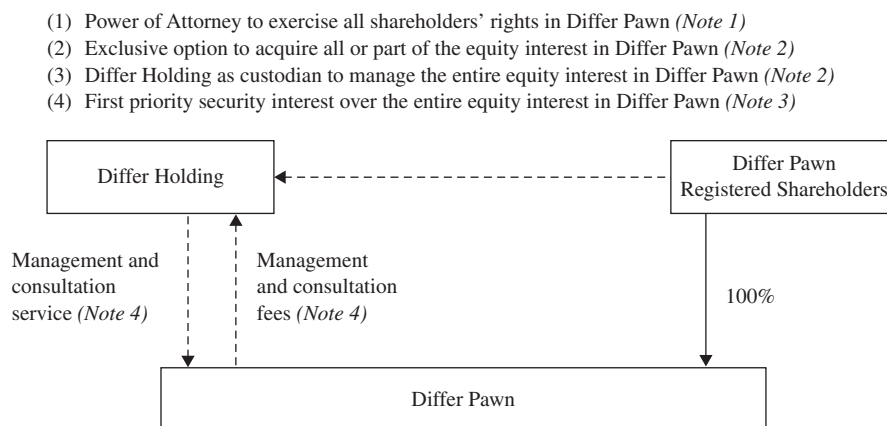 (1) Power of Attorney to exercise all shareholders’ rights in Differ Pawn (Note 1)
(2) Exclusive option to acquire all or part of the equity interest in Differ Pawn (Note 2)
(3) Differ Holding as custodian to manage the entire equity interest in Differ Pawn (Note 2)
(4) First priority security interest over the entire equity interest in Differ Pawn (Note 3)
Differ Holding
Differ Pawn
Registered Shareholders
Management and
consultation
service (Note 4)
Management
and consultation
fees (Note 4)
100%
Differ Pawn